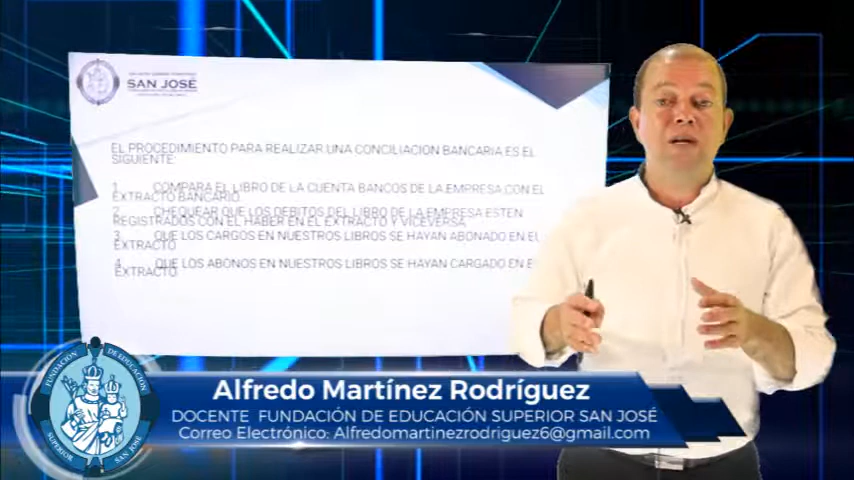 SAN JOSÉ
EL PROCEDIMIENTO PARA REALIZAR UNA CONCILIACION BANCARIA ES EL
SIGUIENTE:
1. COMPARA EL LIBRO DE LA CUENTA BANCOS DE LA EMPRESA CON EL
EXTRACTO BANCARIO.
2. CHEQUEAR QUE LOS DEBITOS DEL LIBRO DE LA EMPRESA ESTEN
REGISTRADOS CON EL HABER EN EL EXTRACTO Y VICEVERSA
3. QUE LOS CARGOS EN NUESTROS LIBROS SE HAYAN ABONADO EN EL
EXTRACTO
4. QUE LOS ABONOS EN NUESTROS LIBROS SE HAYAN CARGADO EN E
EXTRACTO
FUNDACIÓN DE EDUCACIÓN
SUPERIOR SAN JOSÉ
Alfredo Martínez Rodríguez
DOCENTE FUNDACIÓN DE EDUCACIÓN SUPERIOR SAN JOSÉ
Correo Electrónico: Alfredomartinezrodriguez6@gmail.com